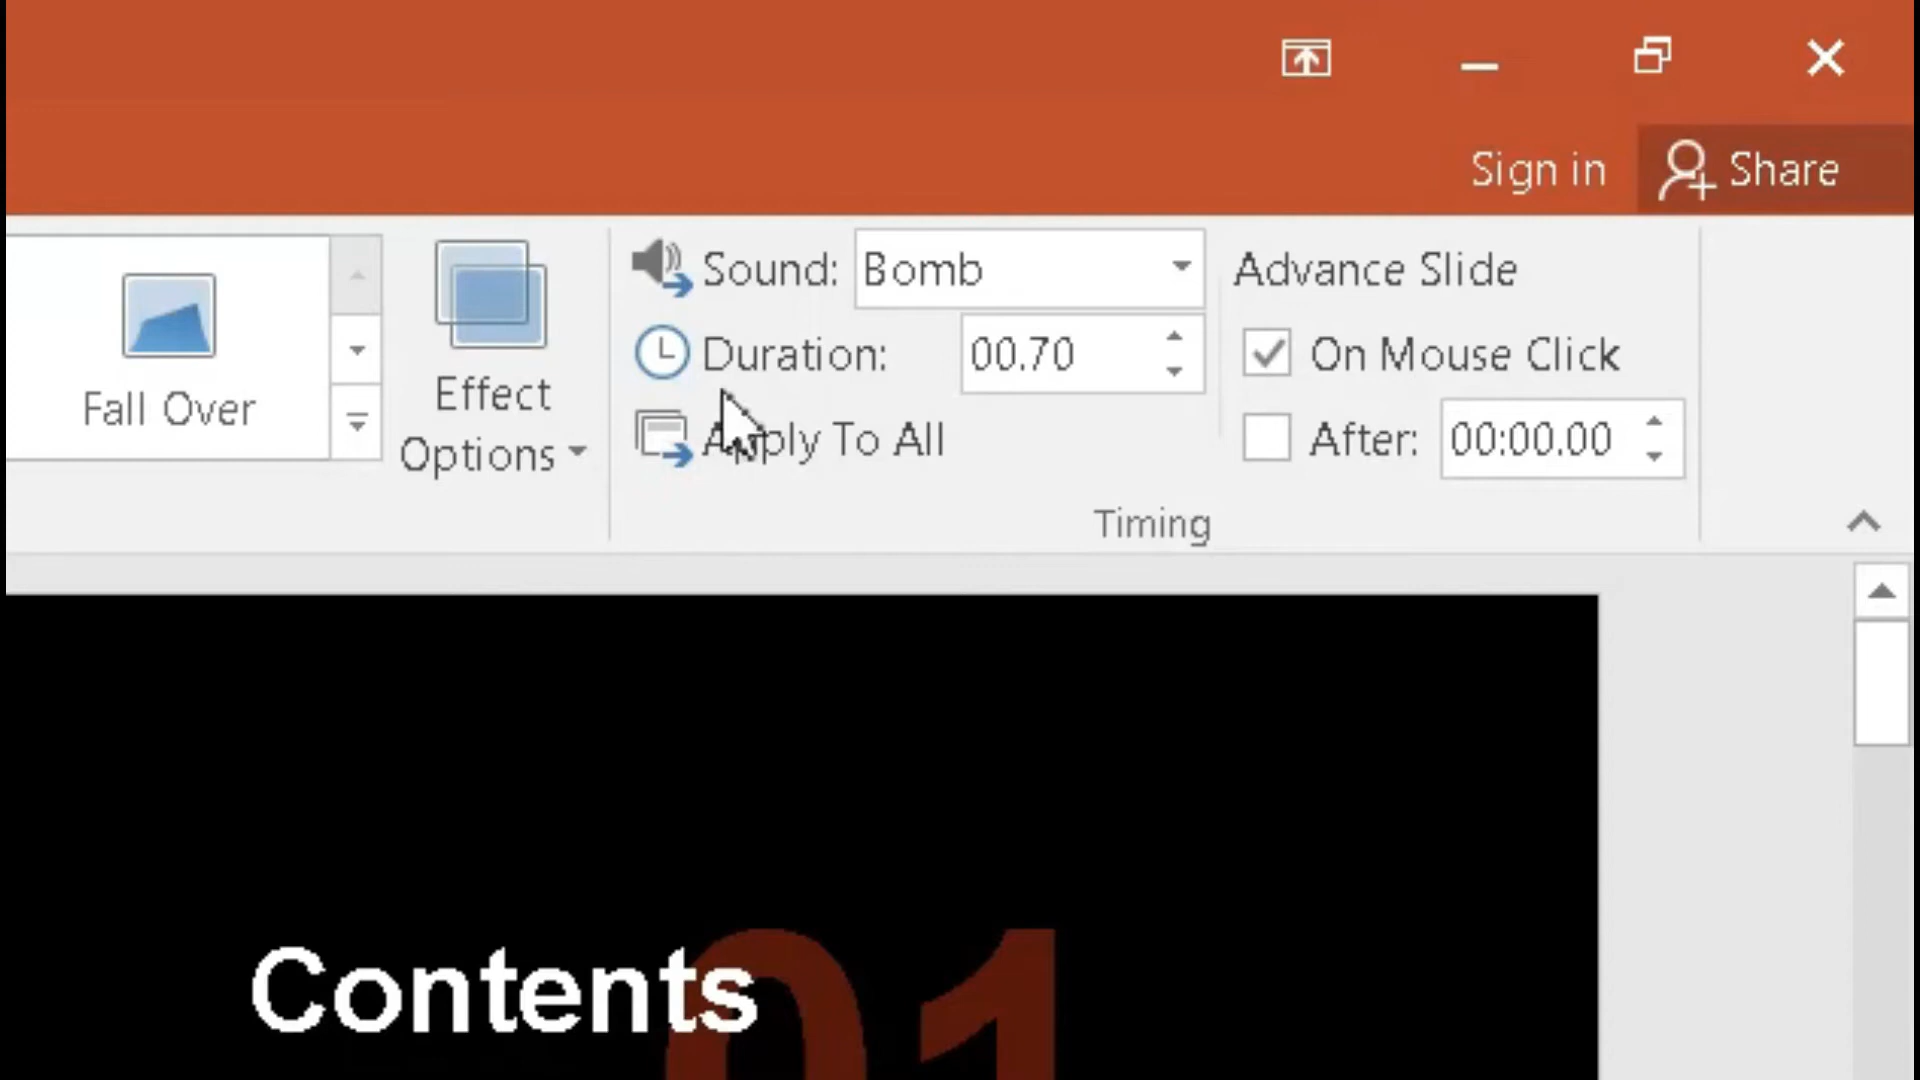 Sign in
Share
Fall Over
Effect
Options
Sound: Bomb
Duration: 00.70
Apply To All
Advance Slide
On Mouse Click
After: 00:00.00
Timing
Contents
01